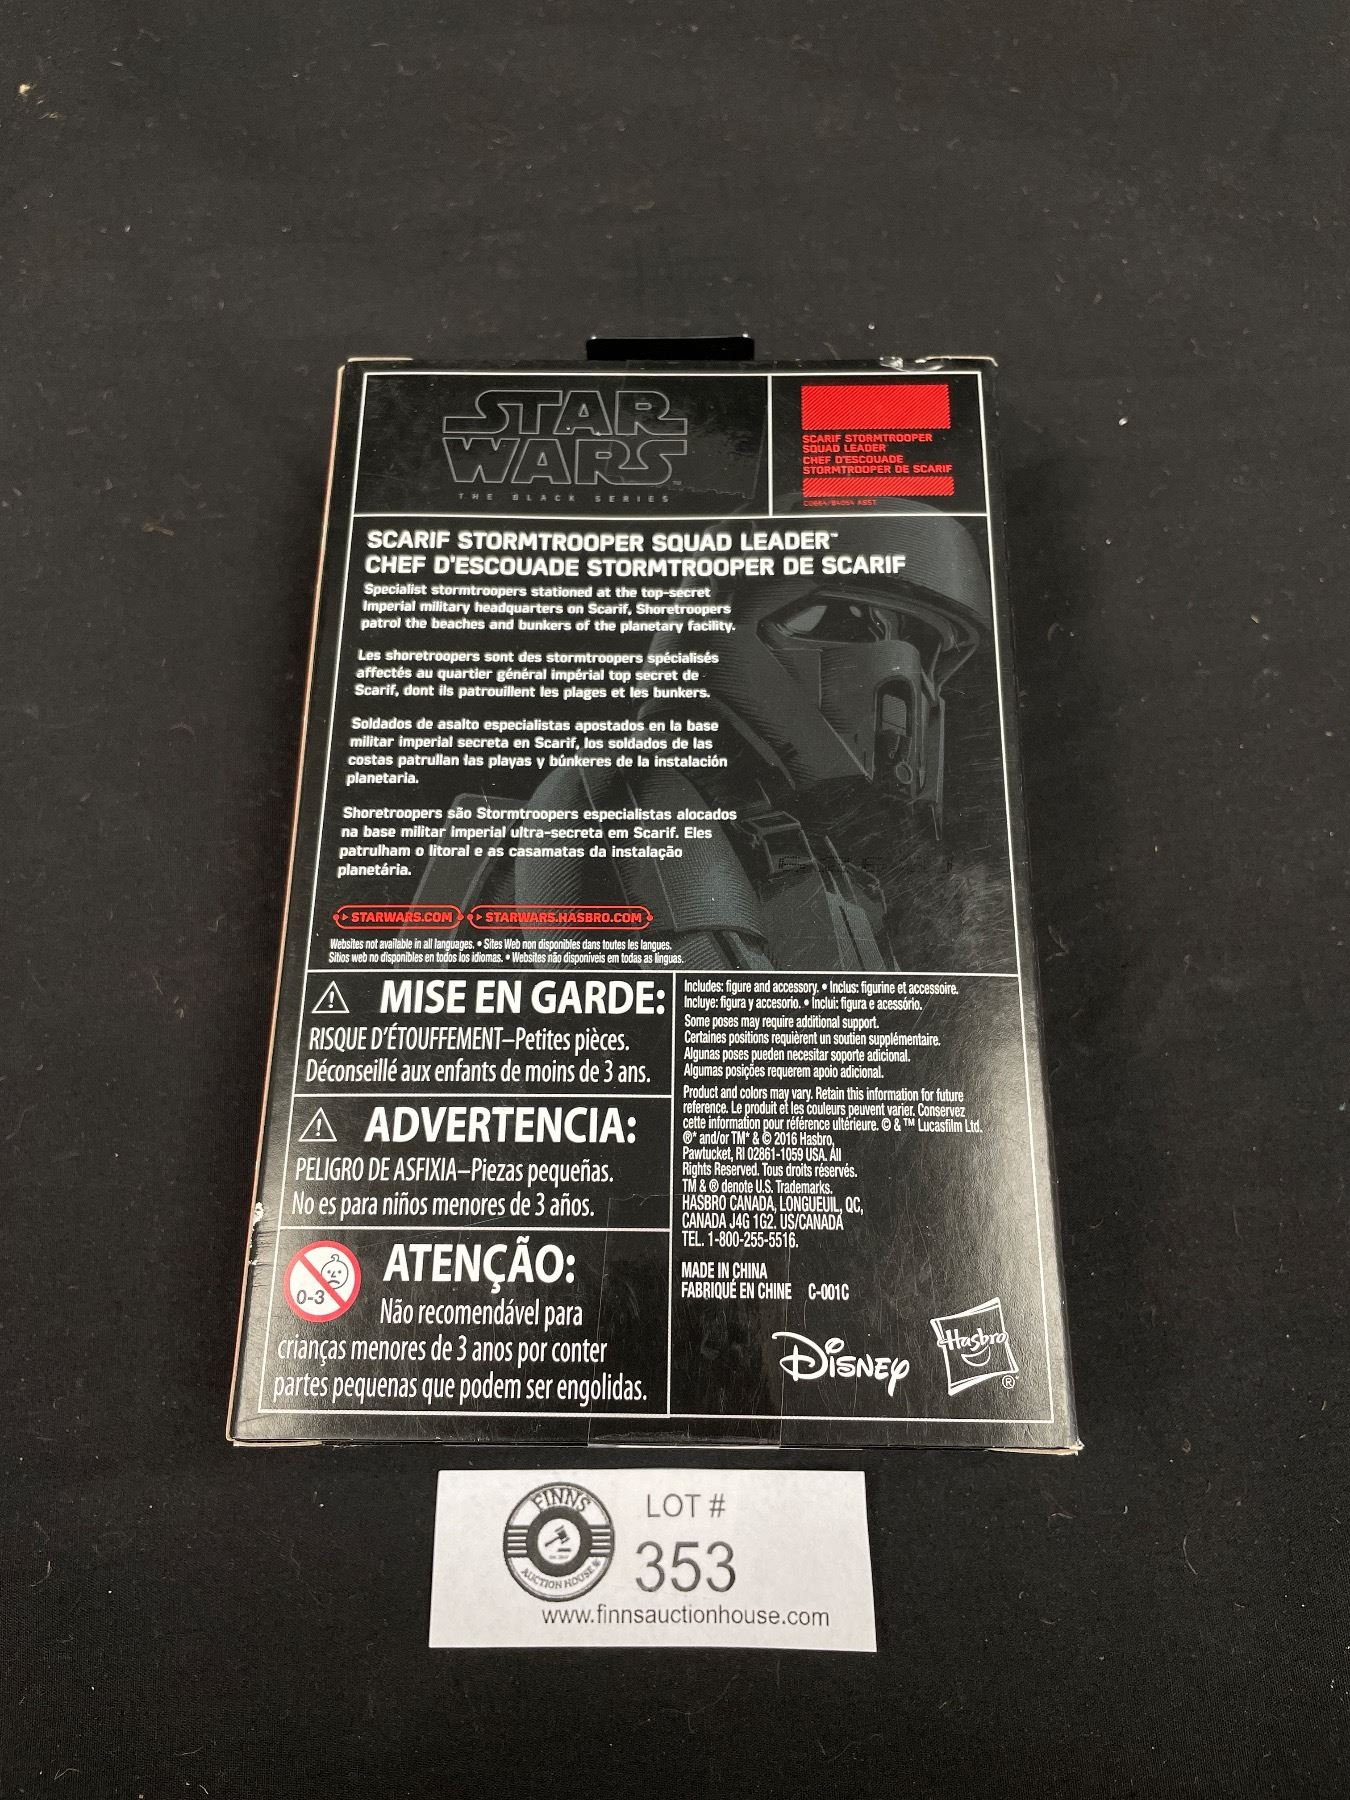 STAR
WARS
THE BLACK SERIES
SCARIF STORMTROOPER
SQUAD LEADER
CHEF D'ESCOUADE
STORMTROOPER DE SCARIF
SCARIF STORMTROOPER SQUAD LEADER™
CHEF D'ESCOUADE STORMTROOPER DE SCARIF
Specialist stormtroopers stationed at the top-secret
Imperial military headquarters on Scarif, Shoretroopers
patrol the beaches and bunkers of the planetary facility.
Les shoretroopers sont des stormtroopers spécialisés
affectés au quartier général impérial top secret de
Scarif, dont ils patrouillent les plages et les bunkers.
Soldados de asalto especialistas apostados en la base
militar imperial secreta en Scarif, los soldados de las
costas patrullan las playas y búnkeres de la instalación
planetaria.
Shoretroopers são Stormtroopers especialistas alocados
na base militar imperial ultra-secreta em Scarif. Eles
patrulham o litoral e as casamatas da instalação
planetária.
STARWARS.COM STARWARS.HASBRO.COM
Websites not available in all languages. • Sites Web non disponibles dans toutes les langues.
Sitios web no disponibles en todos los idiomas. • Websites não disponíveis em todas as línguas.
⚠ MISE EN GARDE:
RISQUE D'ÉTOUFFEMENT–Petites pièces.
Déconseillé aux enfants de moins de 3 ans.
⚠ ADVERTENCIA:
PELIGRO DE ASFIXIA–Piezas pequeñas.
No es para niños menores de 3 años.
0-3
ATENÇÃO:
Não recomendável para
crianças menores de 3 anos por conter
partes pequenas que podem ser engolidas.
Includes: figure and accessory. • Inclus: figurine et accessoire.
Incluye: figura y accesorio. • Inclui: figura e acessório.
Some poses may require additional support.
Certaines positions requièrent un soutien supplémentaire.
Algunas poses pueden necesitar soporte adicional.
Algumas posições requerem apoio adicional.
Product and colors may vary. Retain this information for future
reference. Le produit et les couleurs peuvent varier. Conservez
cette information pour référence ultérieure. © & ™ Lucasfilm Ltd.
®* and/or TM* & © 2016 Hasbro,
Pawtucket, RI 02861-1059 USA. All
Rights Reserved. Tous droits réservés.
TM & ® denote U.S. Trademarks.
HASBRO CANADA, LONGUEUIL, QC,
CANADA J4G 1G2. US/CANADA
TEL. 1-800-255-5516.
MADE IN CHINA
FABRIQUÉ EN CHINE C-001C
Disney
Hasbro
®*
FINNS
AUCTION HOUSE
LOT #
353
www.finnsauctionhouse.com